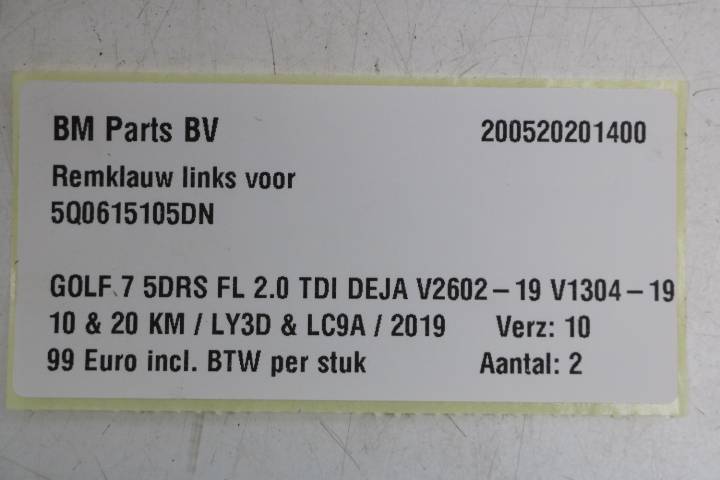 BM Parts BV 200520201400
Remklauw links voor
5Q0615105DN
GOLF 7 5DRS FL 2.0 TDI DEJA V2602-19 V1304-19
10 & 20 KM / LY3D & LC9A / 2019 Verz: 10
99 Euro incl. BTW per stuk Aantal: 2